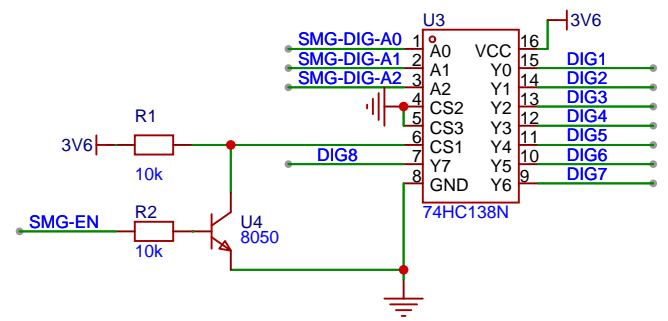 U3
3V6
SMG-DIG-A0 1 A0 VCC 16
SMG-DIG-A1 2 A1 Y0 15 DIG1
SMG-DIG-A2 3 A2 Y1 14 DIG2
4 CS2 Y2 13 DIG3
5 CS3 Y3 12 DIG4
R1
3V6
6 CS1 Y4 11 DIG5
10k
DIG8 7 Y7 Y5 10 DIG6
8 GND Y6 9 DIG7
74HC138N
SMG-EN
R2
10k
U4
8050